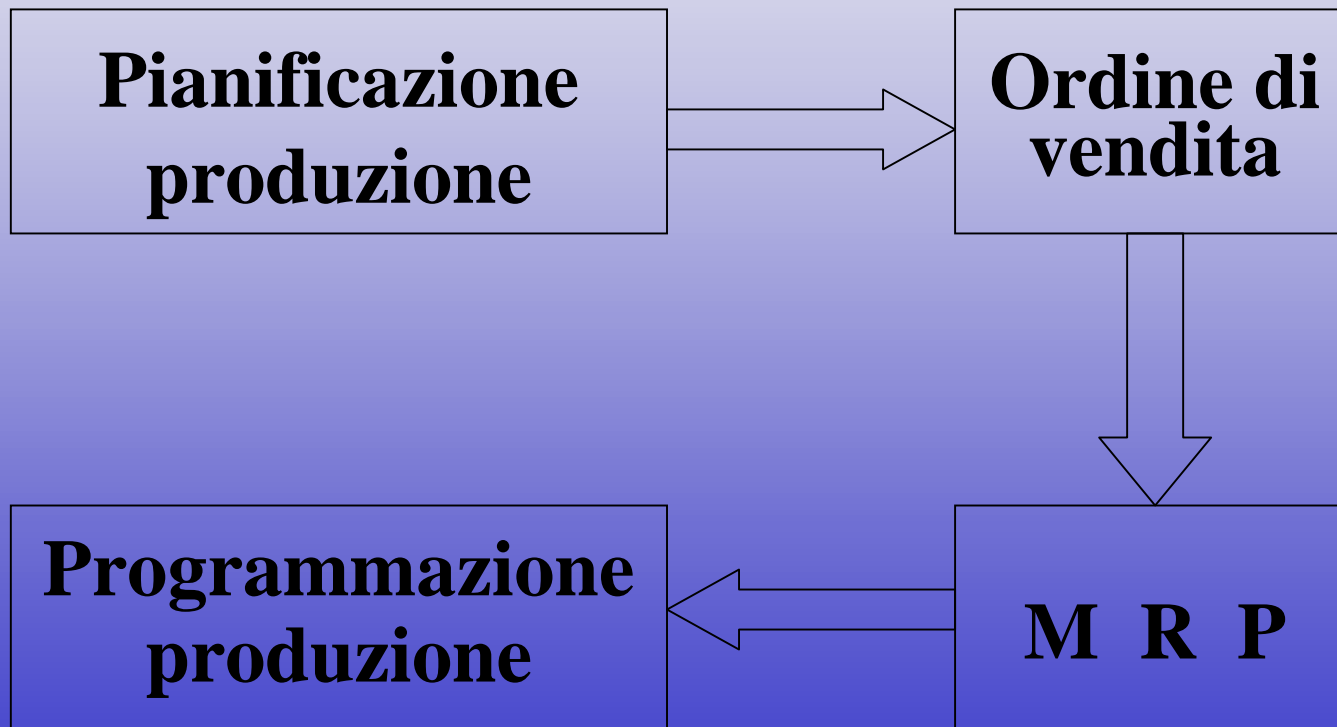 Pianificazione
produzione
Ordine di
vendita
Programmazione
produzione
M R P